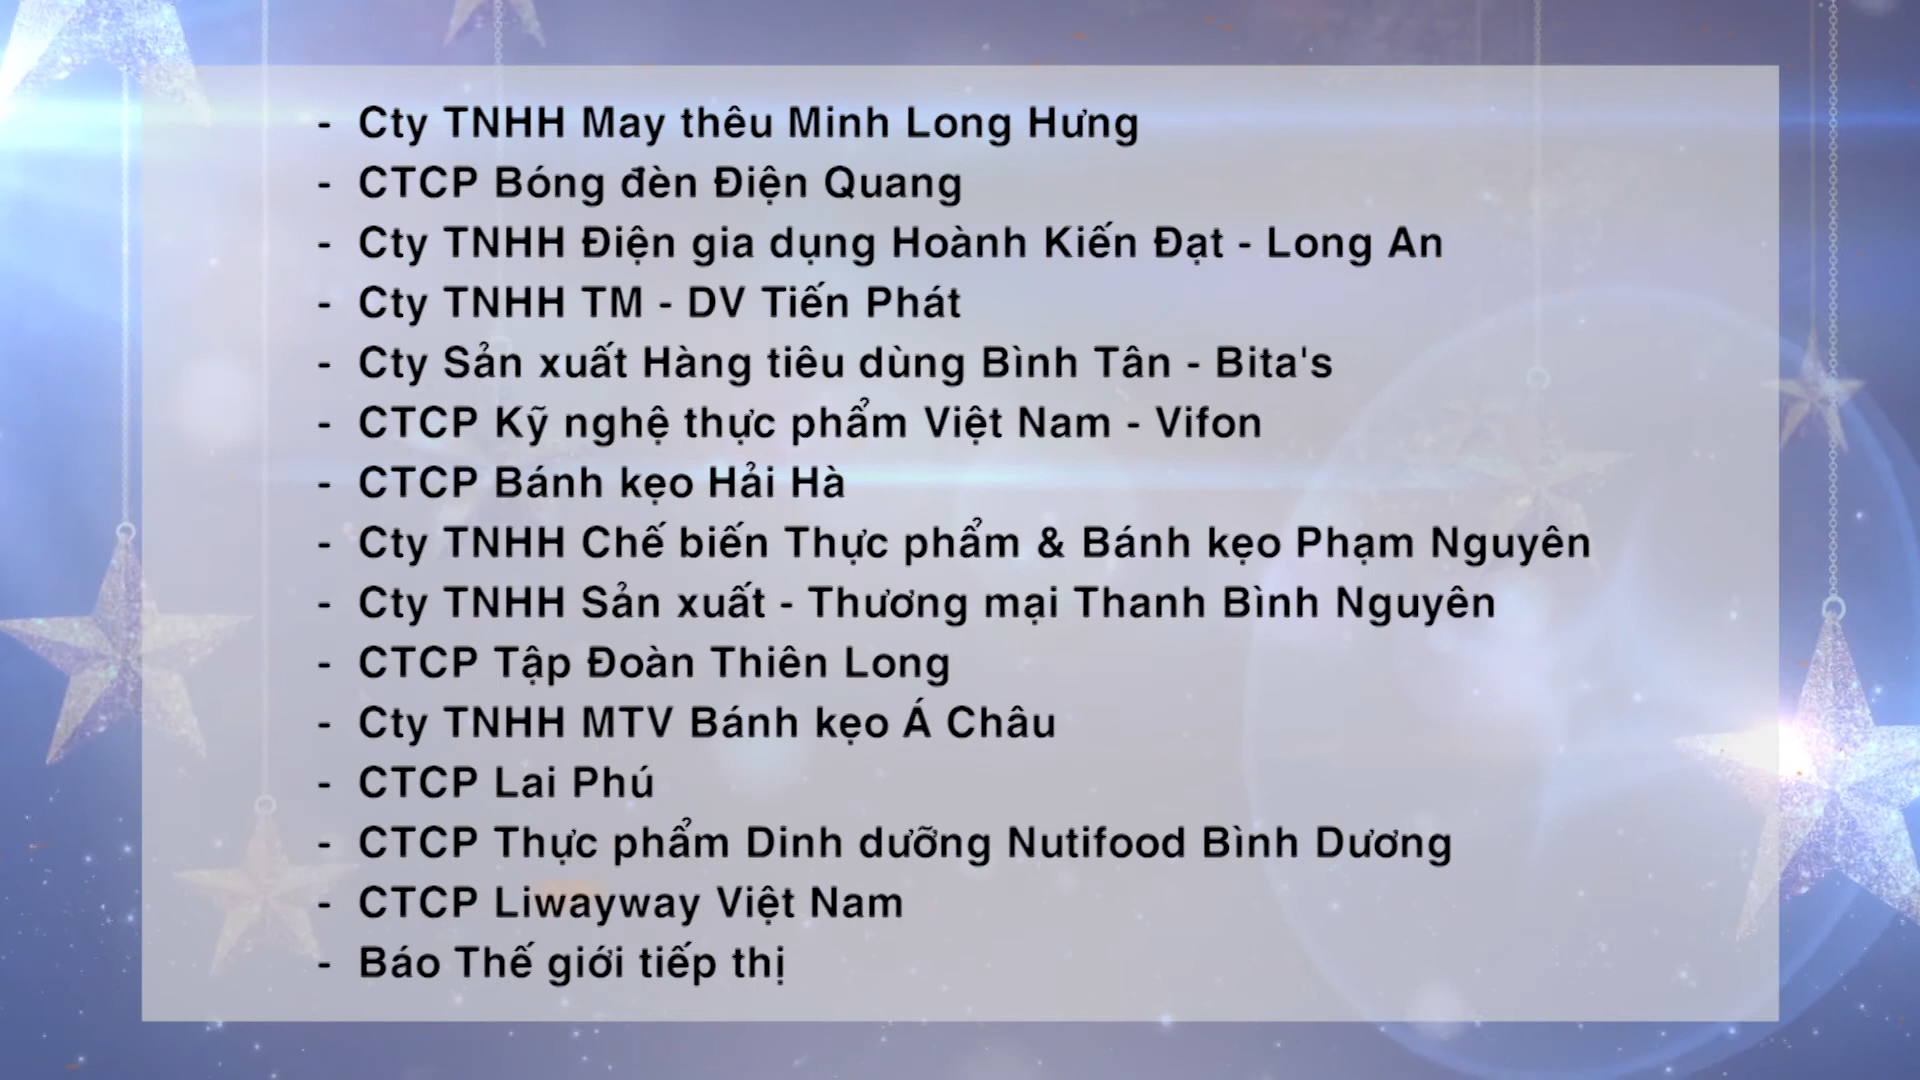 - Cty TNHH May thêu Minh Long Hưng
- CTCP Bóng đèn Điện Quang
- Cty TNHH Điện gia dụng Hoành Kiến Đạt - Long An
- Cty TNHH TM - DV Tiến Phát
- Cty Sản xuất Hàng tiêu dùng Bình Tân - Bita's
- CTCP Kỹ nghệ thực phẩm Việt Nam - Vifon
- CTCP Bánh kẹo Hải Hà
- Cty TNHH Chế biến Thực phẩm & Bánh kẹo Phạm Nguyên
- Cty TNHH Sản xuất - Thương mại Thanh Bình Nguyên
- CTCP Tập Đoàn Thiên Long
- Cty TNHH MTV Bánh kẹo Á Châu
- CTCP Lai Phú
- CTCP Thực phẩm Dinh dưỡng Nutifood Bình Dương
- CTCP Liwayway Việt Nam
- Báo Thế giới tiếp thị